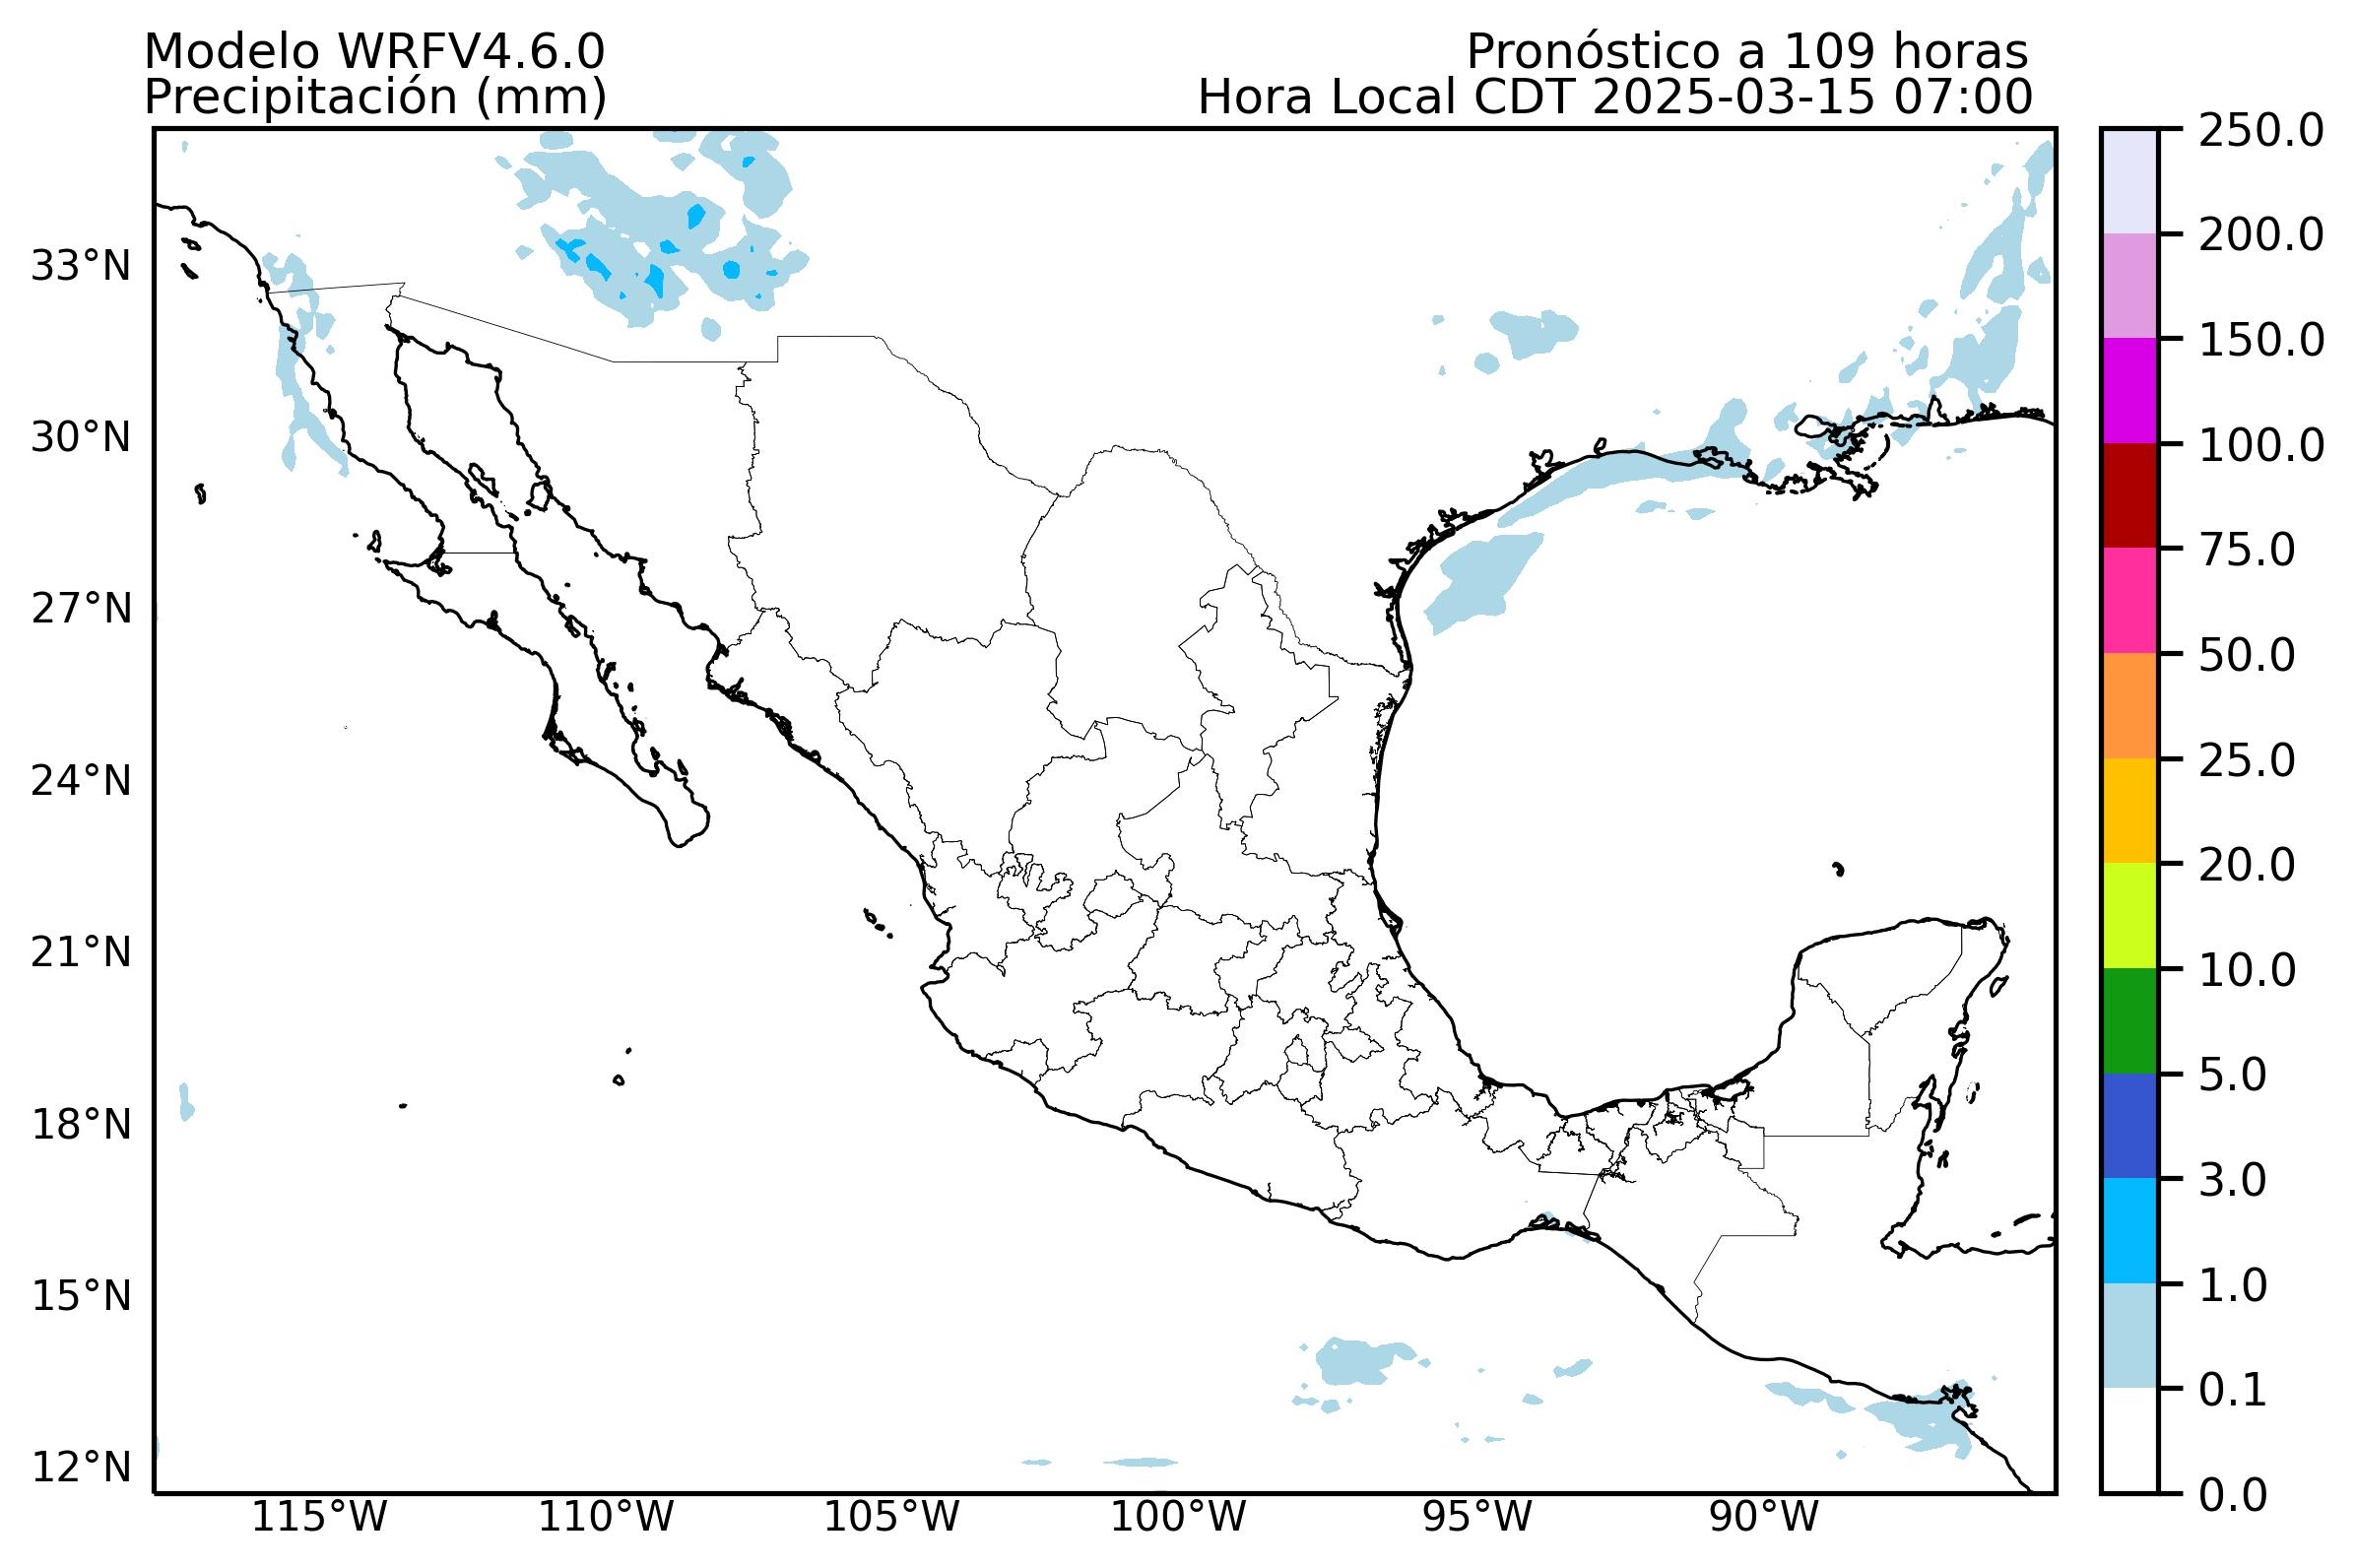 Modelo WRFV4.6.0
Precipitación (mm)
Pronóstico a 109 horas
Hora Local CDT 2025-03-15 07:00
33°N
30°N
27°N
24°N
21°N
18°N
15°N
12°N
115°W
110°W
105°W
100°W
95°W
90°W
250.0
200.0
150.0
100.0
75.0
50.0
25.0
20.0
10.0
5.0
3.0
1.0
0.1
0.0